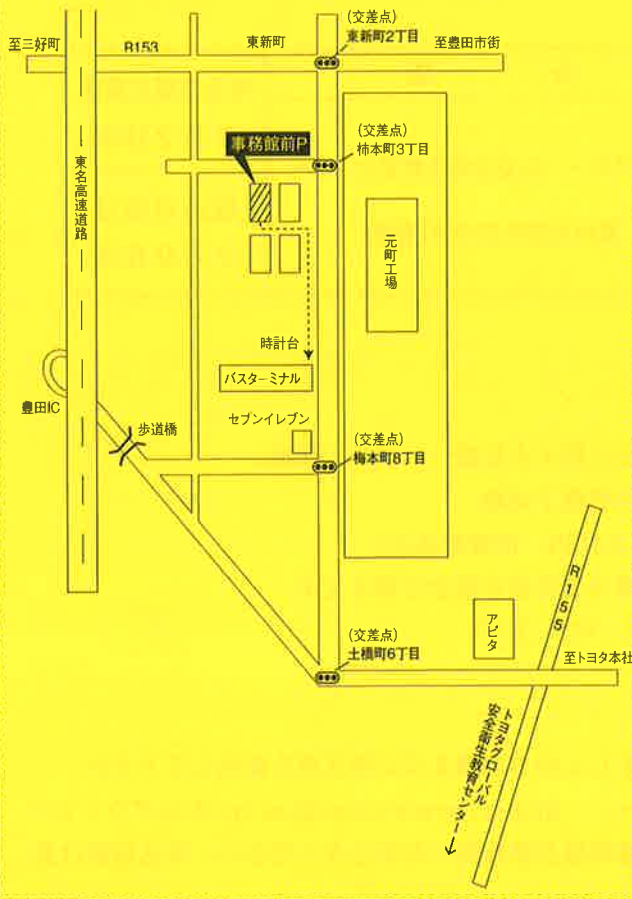 (交差点)
東新町2丁目
至三好町
R153
東新町
至豊田市街
事務館前P
(交差点)
柿本町3丁目
東名高速道路
元町工場
時計台
バスターミナル
豊田IC
セブンイレブン
歩道橋
(交差点)
梅本町8丁目
R155
アピタ
(交差点)
土橋町6丁目
至トヨタ本社
トヨタグローバル
安全衛生教育センター